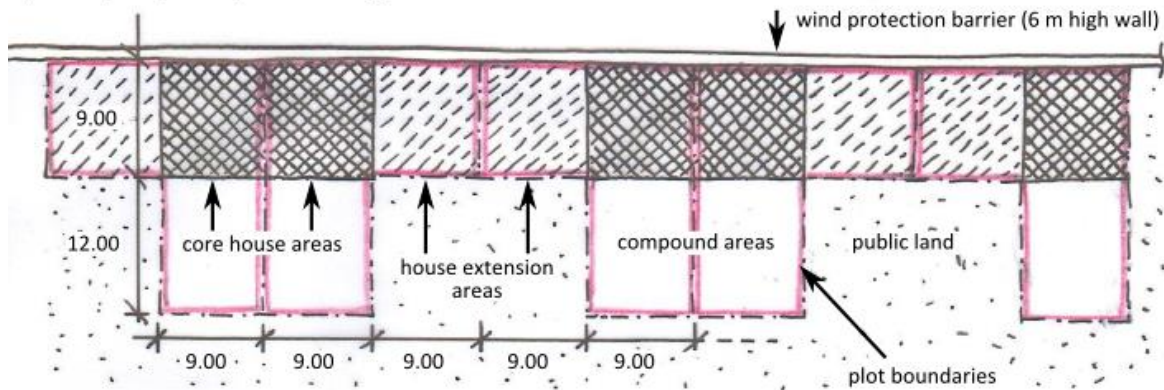 wind protection barrier (6 m high wall)
9.00
12.00
core house areas
house extension
areas
compound areas
public land
9.00 9.00 9.00 9.00 9.00
plot boundaries